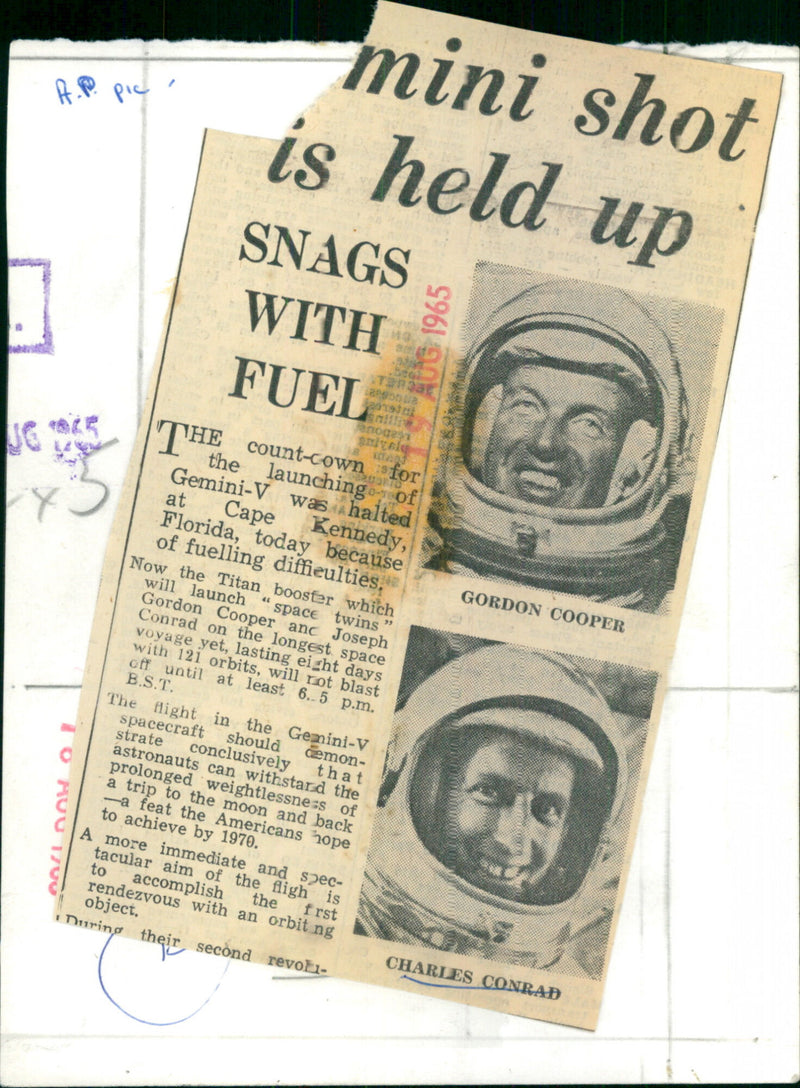 A.P. pic
mini shot
is held up
SNAGS
WITH
FUEL
19 AUG 1965
UG 1965
x5
THE count-down for
the launching of
Gemini-V was halted
at Cape Kennedy,
Florida, today because
of fuelling difficulties.
Now the Titan booster which
will launch "space twins"
Gordon Cooper and Joseph
Conrad on the longest space
voyage yet, lasting eight days
with 121 orbits, will not blast
off until at least p.m.
B.S.T.
The flight in the Gemini-V
spacecraft should demon-
strate conclusively that
astronauts can withstand the
prolonged weightlessness of
a trip to the moon and back
—a feat the Americans hope
to achieve by 1970.
A more immediate and spec-
tacular aim of the fligh is
to accomplish the first
rendezvous with an orbiting
object.
During their second revolu-
GORDON COOPER
CHARLES CONRAD